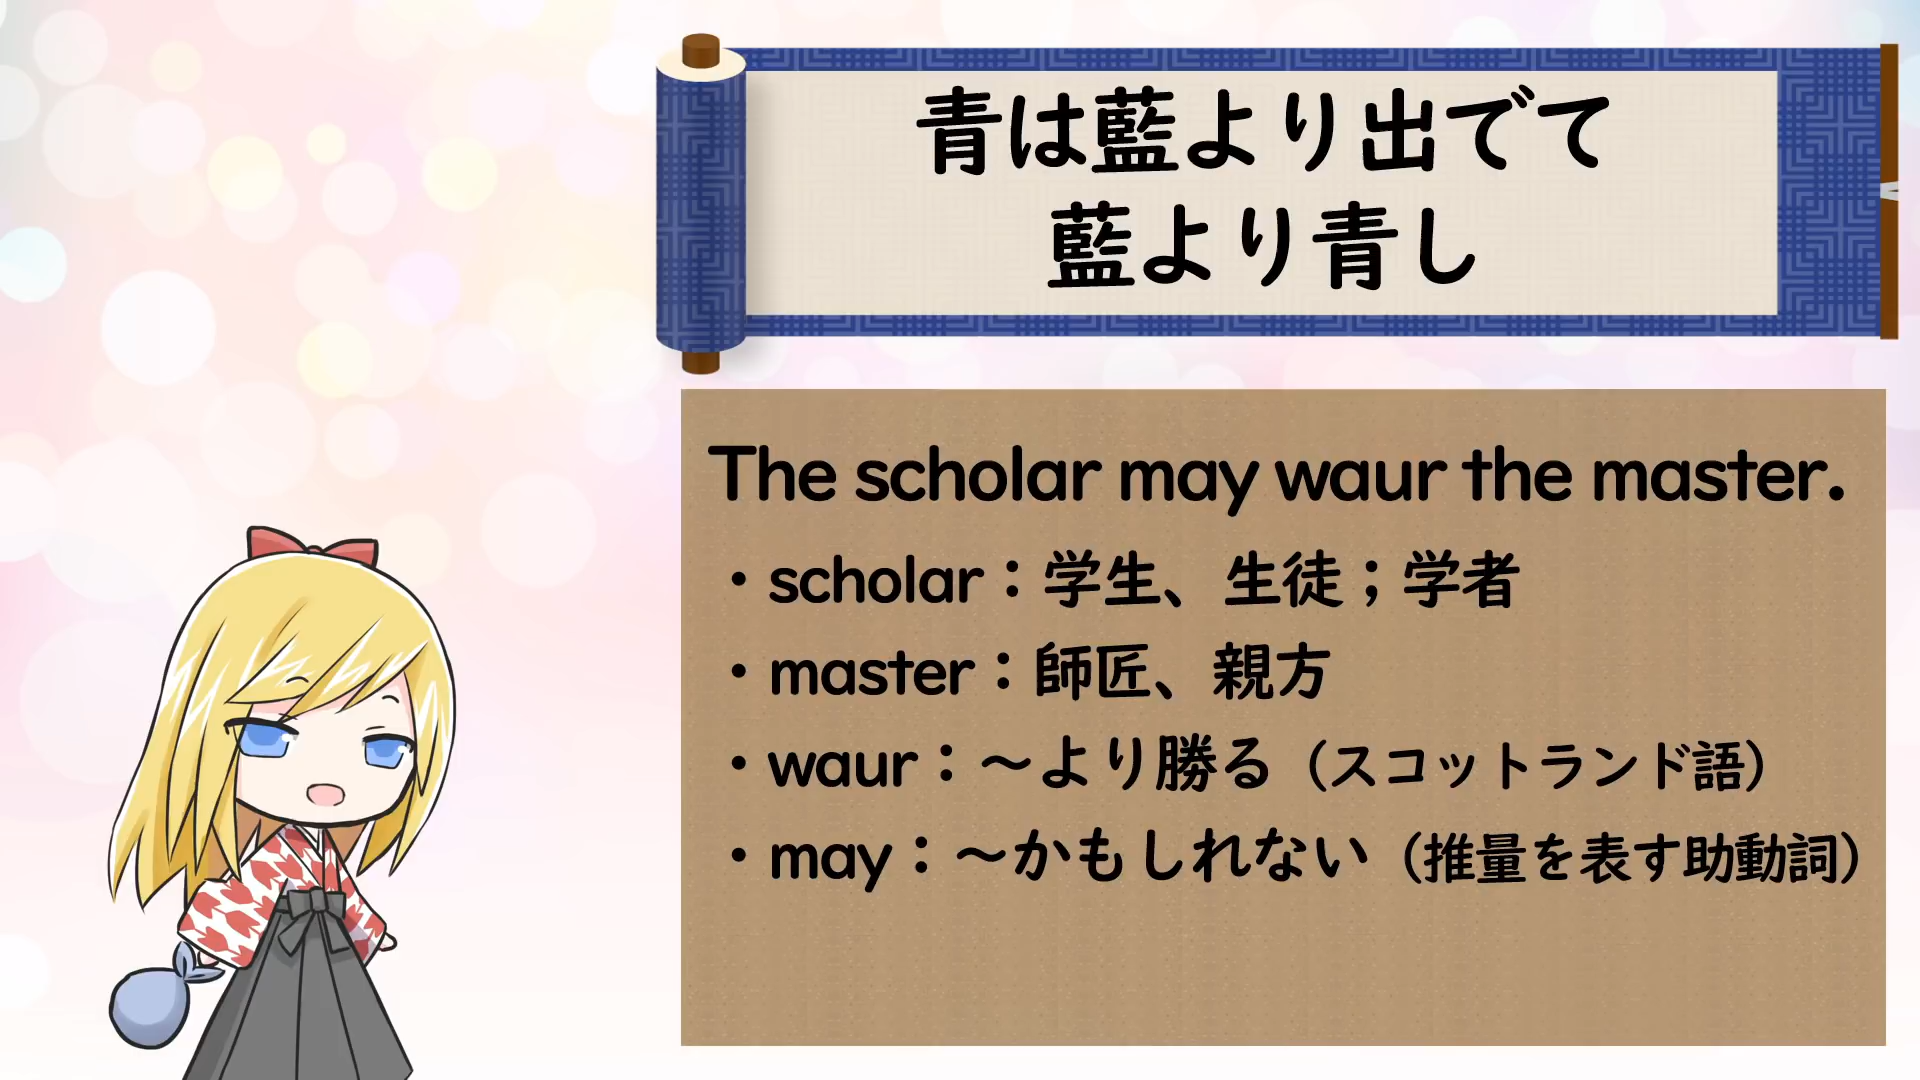 青は藍より出でて
藍より青し
The scholar may waur the master.
・scholar：学生、生徒；学者
・master：師匠、親方
・waur：～より勝る（スコットランド語）
・may：～かもしれない（推量を表す助動詞）